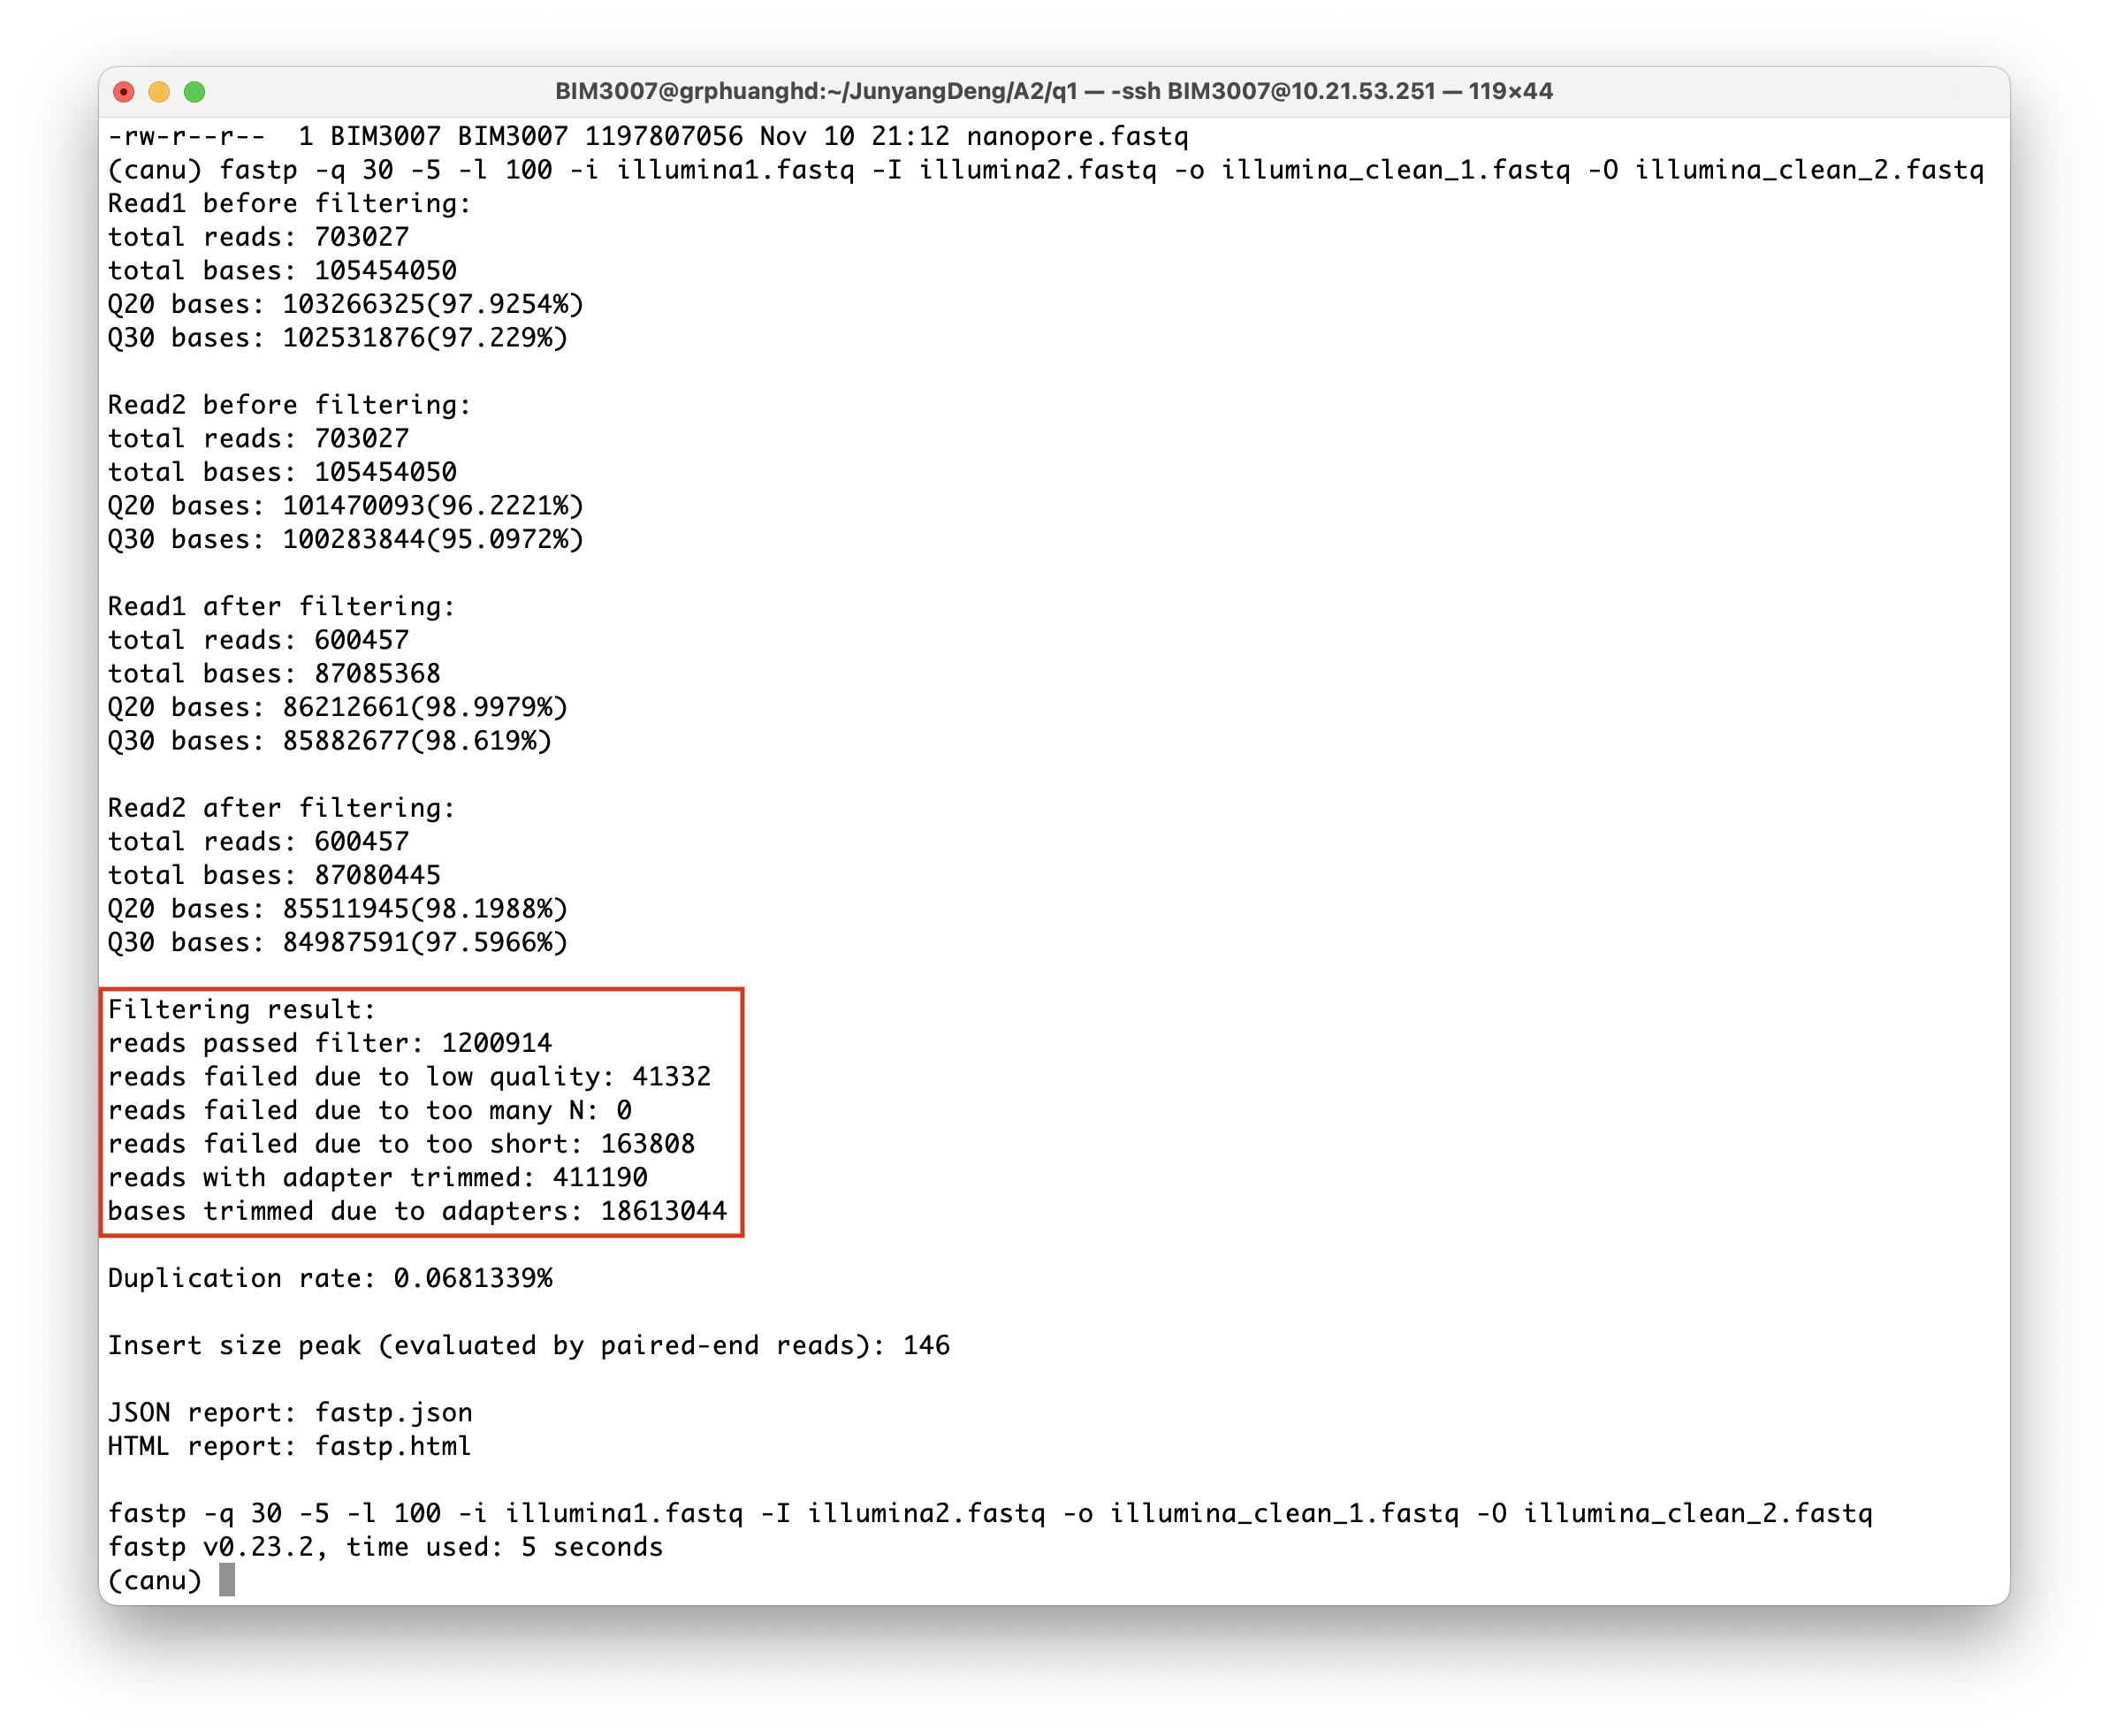 BIM3007@grphuanghd:~/JunyangDeng/A2/q1 — -ssh BIM3007@10.21.53.251 — 119×44
-rw-r--r--  1 BIM3007 BIM3007 1197807056 Nov 10 21:12 nanopore.fastq
(canu) fastp -q 30 -5 -l 100 -i illumina1.fastq -I illumina2.fastq -o illumina_clean_1.fastq -O illumina_clean_2.fastq
Read1 before filtering:
total reads: 703027
total bases: 105454050
Q20 bases: 103266325(97.9254%)
Q30 bases: 102531876(97.229%)
Read2 before filtering:
total reads: 703027
total bases: 105454050
Q20 bases: 101470093(96.2221%)
Q30 bases: 100283844(95.0972%)
Read1 after filtering:
total reads: 600457
total bases: 87085368
Q20 bases: 86212661(98.9979%)
Q30 bases: 85882677(98.619%)
Read2 after filtering:
total reads: 600457
total bases: 87080445
Q20 bases: 85511945(98.1988%)
Q30 bases: 84987591(97.5966%)
Filtering result:
reads passed filter: 1200914
reads failed due to low quality: 41332
reads failed due to too many N: 0
reads failed due to too short: 163808
reads with adapter trimmed: 411190
bases trimmed due to adapters: 18613044
Duplication rate: 0.0681339%
Insert size peak (evaluated by paired-end reads): 146
JSON report: fastp.json
HTML report: fastp.html
fastp -q 30 -5 -l 100 -i illumina1.fastq -I illumina2.fastq -o illumina_clean_1.fastq -O illumina_clean_2.fastq
fastp v0.23.2, time used: 5 seconds
(canu)